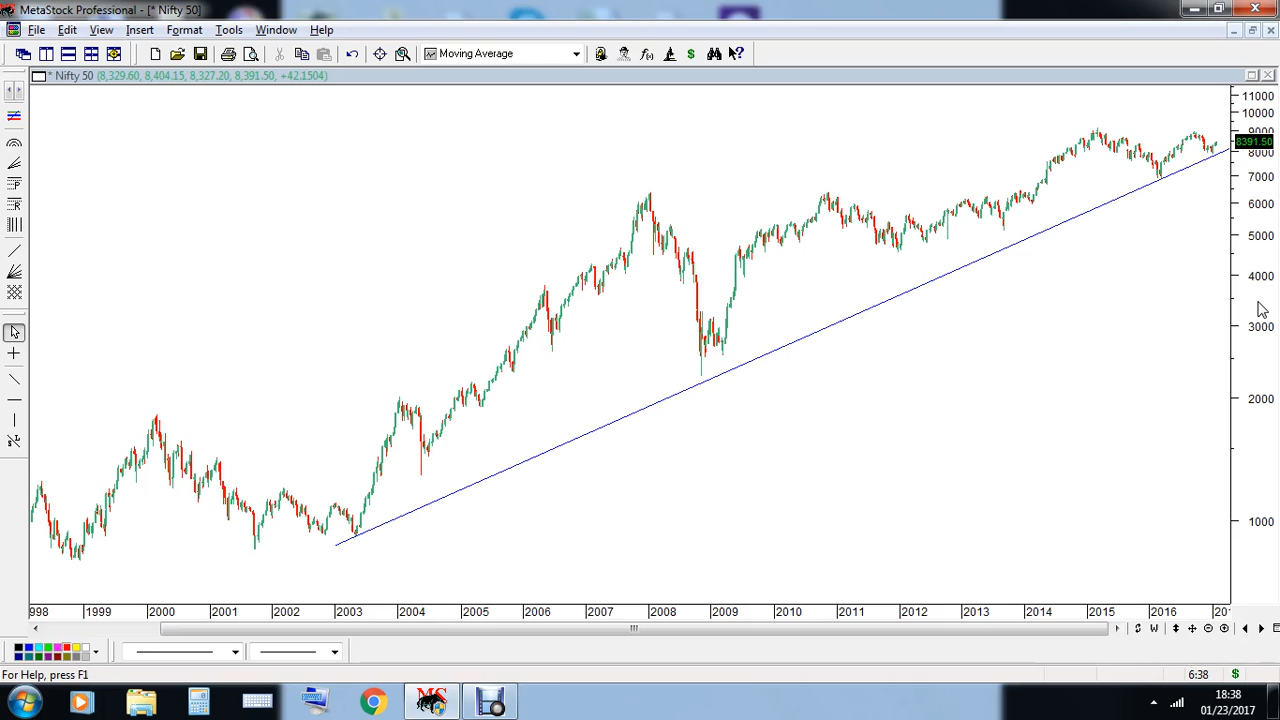 MetaStock Professional - [* Nifty 50]
File Edit View Insert Format Tools Window Help
Moving Average
* Nifty 50 (8,329.60, 8,404.15, 8,327.20, 8,391.50, +42.1504)
11000
10000
9000
8391.50
8000
7000
6000
5000
4000
3000
2000
1000
998 1999 2000 2001 2002 2003 2004 2005 2006 2007 2008 2009 2010 2011 2012 2013 2014 2015 2016
For Help, press F1
6:38
18:38
01/23/2017